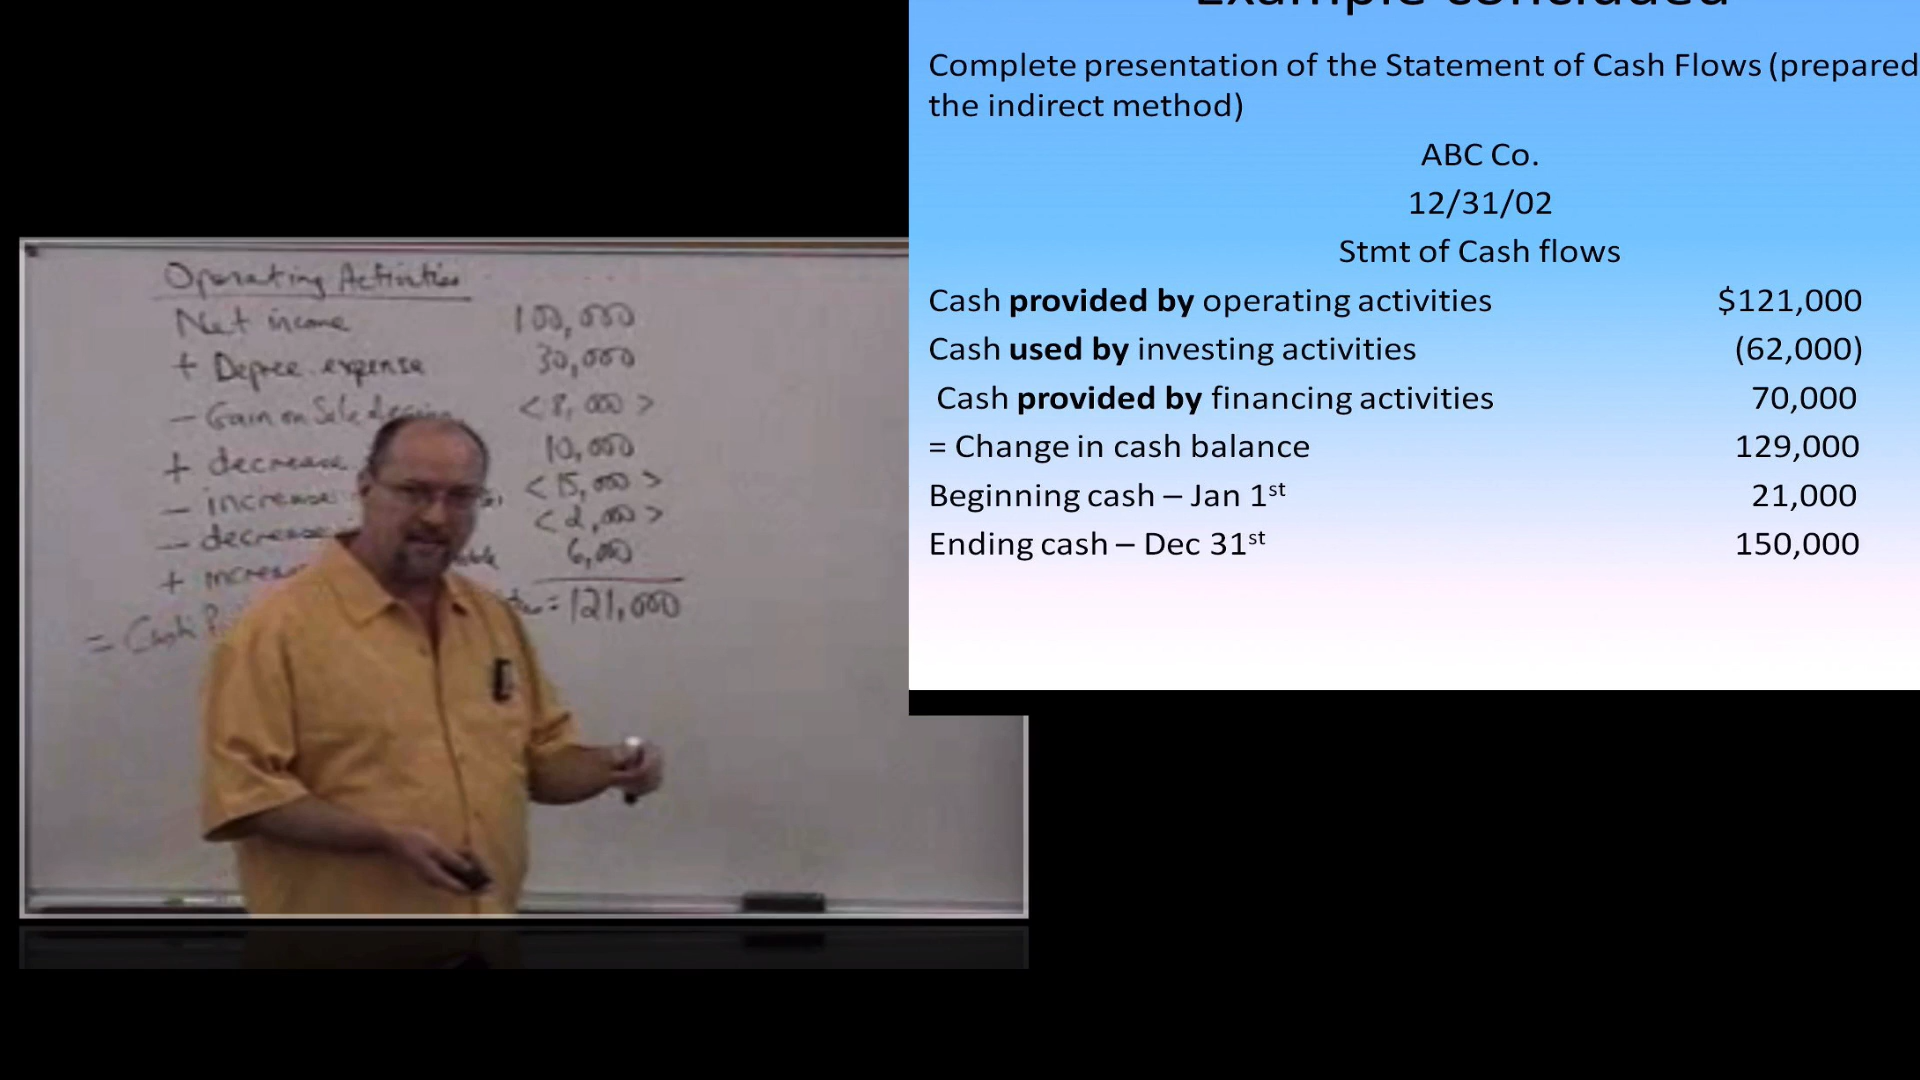 Example concluded
Complete presentation of the Statement of Cash Flows (prepared
the indirect method)
ABC Co.
12/31/02
Stmt of Cash flows
Cash provided by operating activities $121,000
Cash used by investing activities (62,000)
Cash provided by financing activities 70,000
= Change in cash balance 129,000
Beginning cash – Jan 1st 21,000
Ending cash – Dec 31st 150,000
Operating Activities
Net income 100,000
+ Deprec. expense 30,000
– Gain on Sale <8,000>
+ decrease 10,000
– increase <15,000>
– decrease <2,000>
+ 6,000
= Cash = 121,000